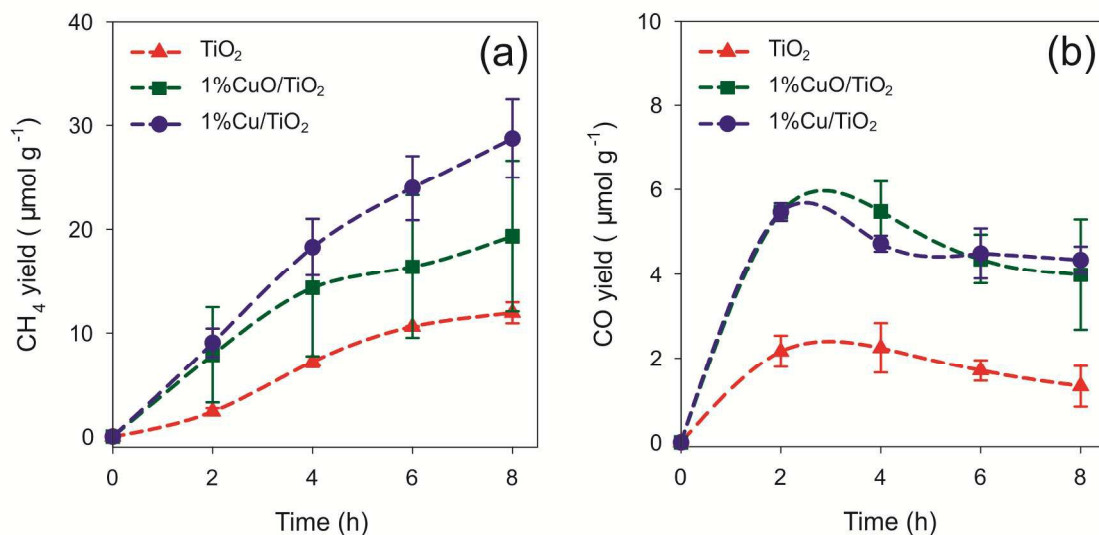 (a)
TiO₂
1%CuO/TiO₂
1%Cu/TiO₂
40
30
20
10
0
CH₄ yield ( µmol g⁻¹)
0 2 4 6 8
Time (h)
(b)
TiO₂
1%CuO/TiO₂
1%Cu/TiO₂
10
8
6
4
2
0
CO yield ( µmol g⁻¹)
0 2 4 6 8
Time (h)